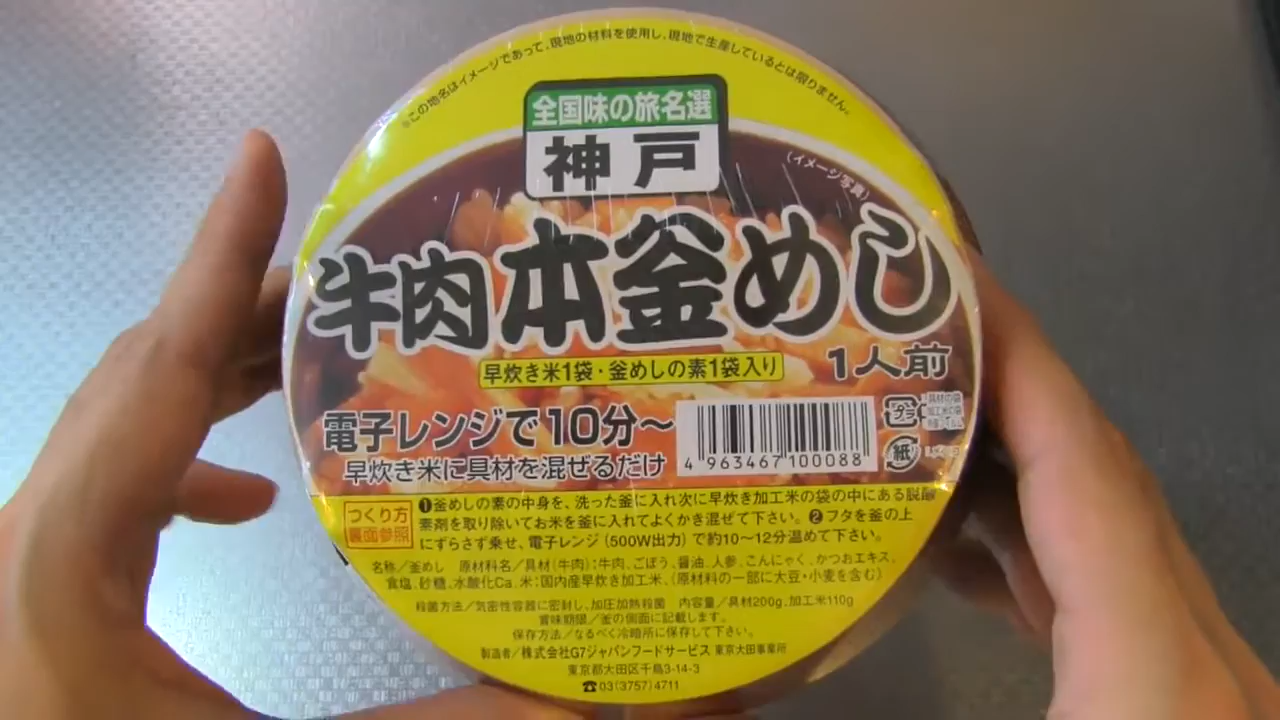 ※この地名はイメージであって、現地の材料を使用し、現地で生産しているとは限りません。
全国味の旅名選
神戸
(イメージ写真)
牛肉本釜めし
早炊き米1袋・釜めしの素1袋入り
1人前
電子レンジで10分～
早炊き米に具材を混ぜるだけ
4 963467 100088
プラ
具材の袋
加工米の袋
紙
つくり方
裏面参照
❶釜めしの素の中身を、洗った釜に入れ次に早炊き加工米の袋の中にある脱酸
素剤を取り除いてお米を釜に入れてよくかき混ぜて下さい。❷フタを釜の上
にずらさず乗せ、電子レンジ(500W出力)で約10～12分温めて下さい。
名称／釜めし 原材料名／具材(牛肉):牛肉、ごぼう、醤油、人参、こんにゃく、かつおエキス、
食塩、砂糖、水酸化Ca、米:国内産早炊き加工米、(原材料の一部に大豆・小麦を含む)
殺菌方法／気密性容器に密封し、加圧加熱殺菌 内容量／具材200g、加工米110g
賞味期限／釜の側面に記載します。
保存方法／なるべく冷暗所に保存して下さい。
製造者／株式会社G7ジャパンフードサービス 東京大田事業所
東京都大田区千鳥3-14-3
☎03(3757)4711